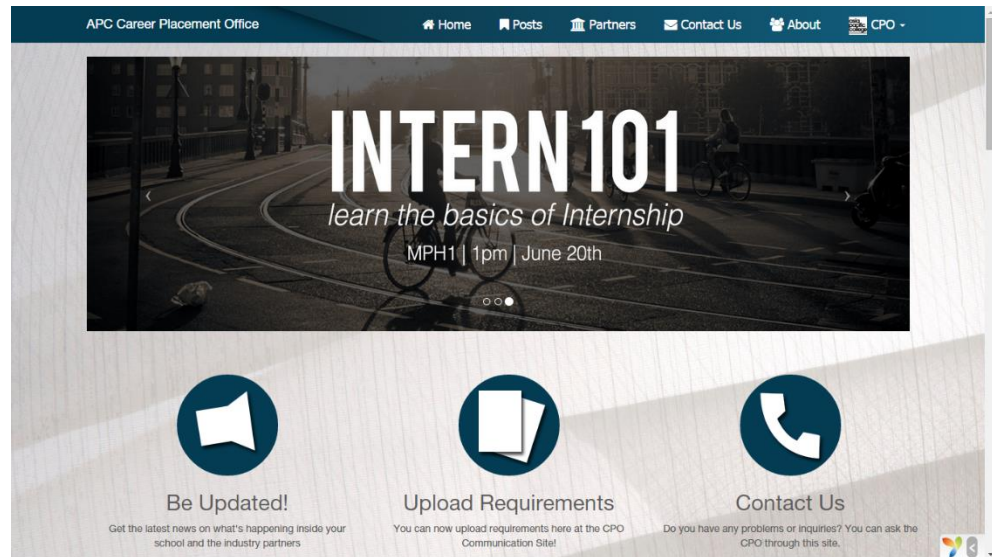 APC Career Placement Office
Home
Posts
Partners
Contact Us
About
asia pacific college
CPO
INTERN101
learn the basics of Internship
MPH1 | 1pm | June 20th
Be Updated!
Get the latest news on what's happening inside your
school and the industry partners
Upload Requirements
You can now upload requirements here at the CPO
Communication Site!
Contact Us
Do you have any problems or inquiries? You can ask the
CPO through this site.